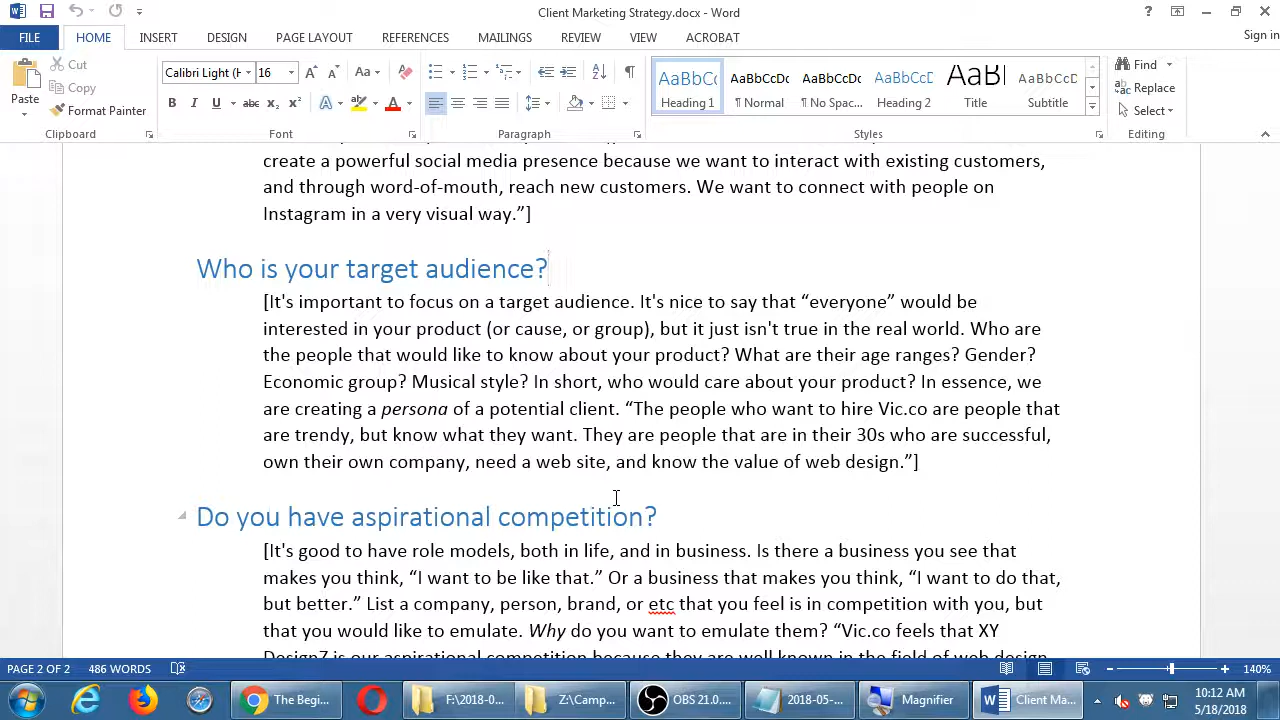 Client Marketing Strategy.docx - Word
Sign in
FILE HOME INSERT DESIGN PAGE LAYOUT REFERENCES MAILINGS REVIEW VIEW ACROBAT
Paste
Cut
Copy
Format Painter
Clipboard
Calibri Light (H 16
Font
Paragraph
AaBbCc Heading 1
AaBbCcDc ¶ Normal
AaBbCcDc ¶ No Spac...
AaBbCcD Heading 2
AaB Title
AaBbCcD Subtitle
Styles
Find
Replace
Select
Editing
create a powerful social media presence because we want to interact with existing customers,
and through word-of-mouth, reach new customers. We want to connect with people on
Instagram in a very visual way.”]
Who is your target audience?
[It's important to focus on a target audience. It's nice to say that “everyone” would be
interested in your product (or cause, or group), but it just isn't true in the real world. Who are
the people that would like to know about your product? What are their age ranges? Gender?
Economic group? Musical style? In short, who would care about your product? In essence, we
are creating a persona of a potential client. “The people who want to hire Vic.co are people that
are trendy, but know what they want. They are people that are in their 30s who are successful,
own their own company, need a web site, and know the value of web design.”]
Do you have aspirational competition?
[It's good to have role models, both in life, and in business. Is there a business you see that
makes you think, “I want to be like that.” Or a business that makes you think, “I want to do that,
but better.” List a company, person, brand, or etc that you feel is in competition with you, but
that you would like to emulate. Why do you want to emulate them? “Vic.co feels that XY
DesignZ is our aspirational competition because they are well known in the field of web design
PAGE 2 OF 2 486 WORDS 140%
The Begi... F:\2018-0... Z:\Camp... OBS 21.0.... 2018-05-... Magnifier Client Ma...
10:12 AM
5/18/2018